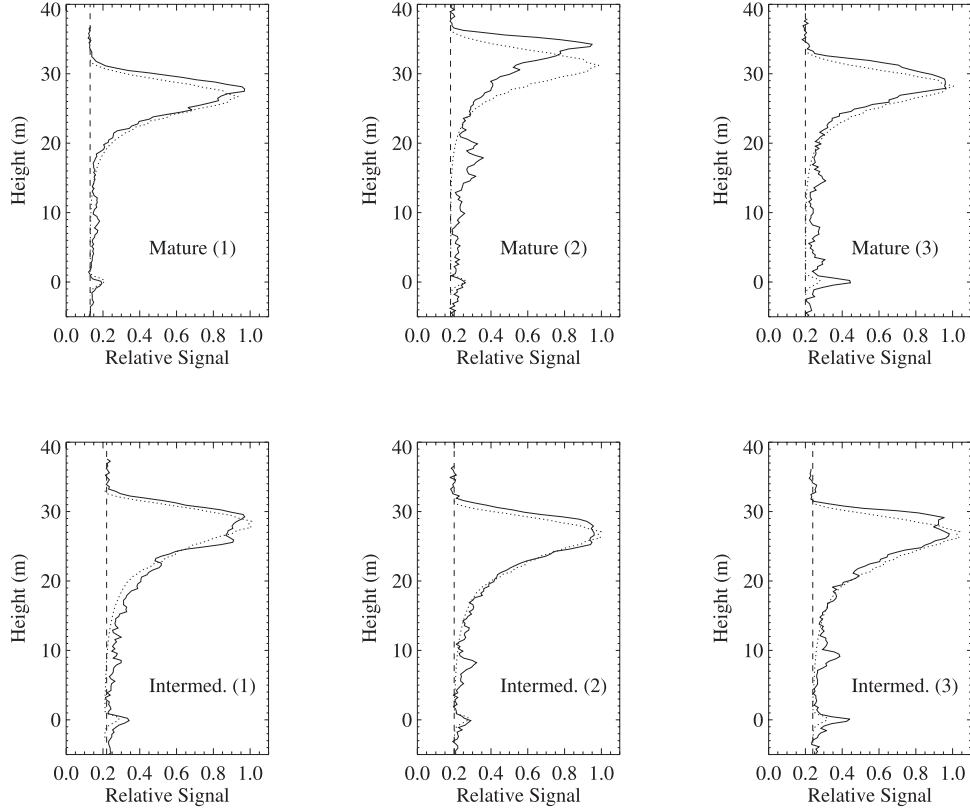 40
30
20
10
0
Height (m)
Mature (1)
0.0 0.2 0.4 0.6 0.8 1.0
Relative Signal
40
30
20
10
0
Height (m)
Mature (2)
0.0 0.2 0.4 0.6 0.8 1.0
Relative Signal
40
30
20
10
0
Height (m)
Mature (3)
0.0 0.2 0.4 0.6 0.8 1.0
Relative Signal
40
30
20
10
0
Height (m)
Intermed. (1)
0.0 0.2 0.4 0.6 0.8 1.0
Relative Signal
40
30
20
10
0
Height (m)
Intermed. (2)
0.0 0.2 0.4 0.6 0.8 1.0
Relative Signal
40
30
20
10
0
Height (m)
Intermed. (3)
0.0 0.2 0.4 0.6 0.8 1.0
Relative Signal